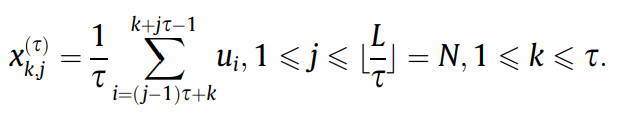 x_{k,j}^{(τ)} = \frac{1}{τ} \sum_{i=(j-1)τ+k}^{k+jτ-1} u_i, 1 ⩽ j ⩽ ⌊\frac{L}{τ}⌋ = N, 1 ⩽ k ⩽ τ.